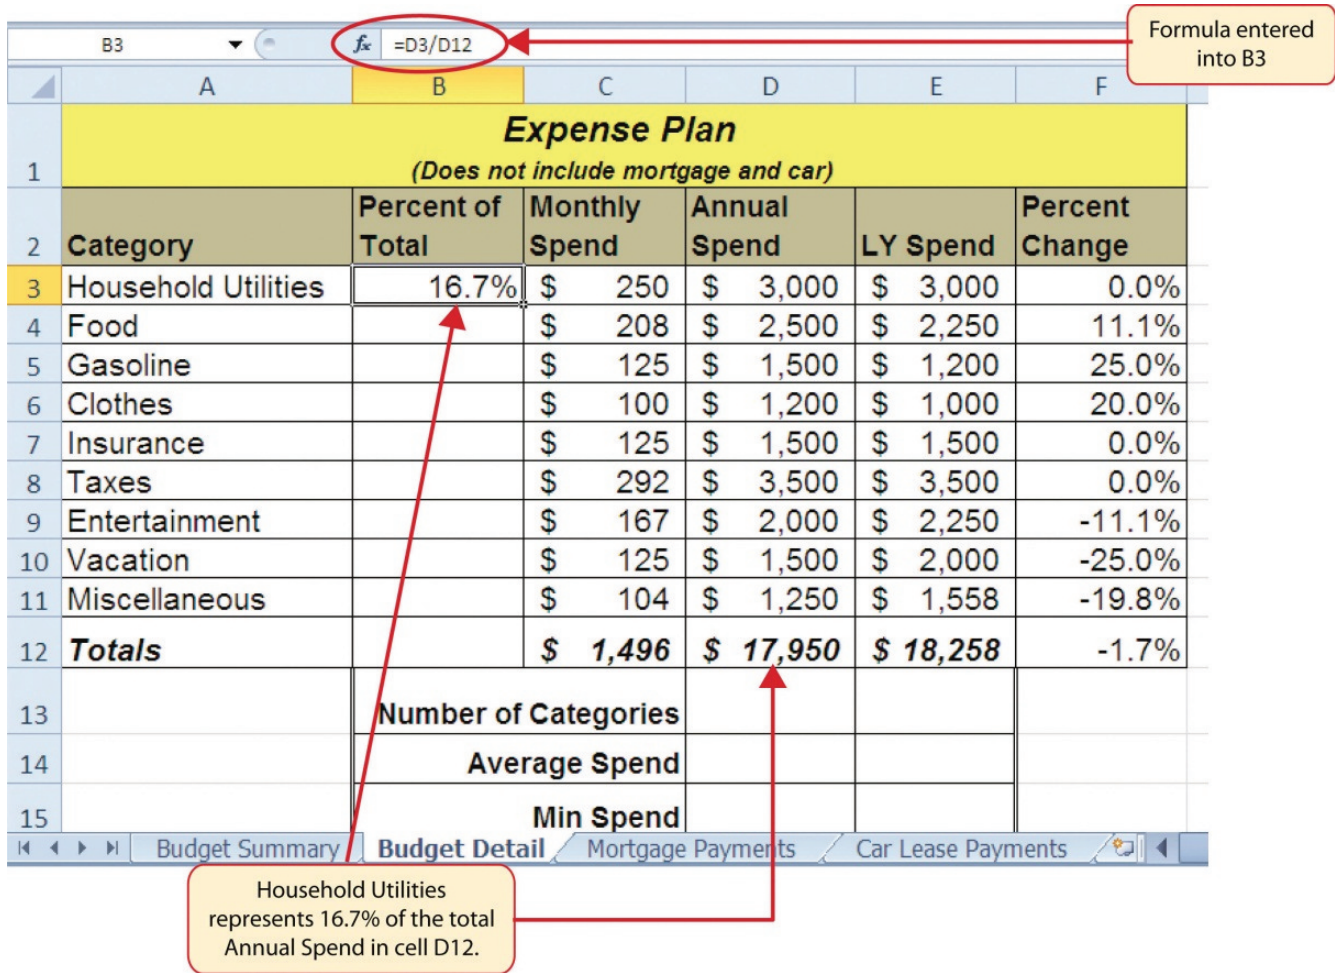 Formula entered
into B3
B3 fx =D3/D12
A B C D E F
1 Expense Plan
(Does not include mortgage and car)
2 Category Percent of Total Monthly Spend Annual Spend LY Spend Percent Change
3 Household Utilities 16.7% $ 250 $ 3,000 $ 3,000 0.0%
4 Food $ 208 $ 2,500 $ 2,250 11.1%
5 Gasoline $ 125 $ 1,500 $ 1,200 25.0%
6 Clothes $ 100 $ 1,200 $ 1,000 20.0%
7 Insurance $ 125 $ 1,500 $ 1,500 0.0%
8 Taxes $ 292 $ 3,500 $ 3,500 0.0%
9 Entertainment $ 167 $ 2,000 $ 2,250 -11.1%
10 Vacation $ 125 $ 1,500 $ 2,000 -25.0%
11 Miscellaneous $ 104 $ 1,250 $ 1,558 -19.8%
12 Totals $ 1,496 $ 17,950 $ 18,258 -1.7%
13 Number of Categories
14 Average Spend
15 Min Spend
Budget Summary Budget Detail Mortgage Payments Car Lease Payments
Household Utilities
represents 16.7% of the total
Annual Spend in cell D12.